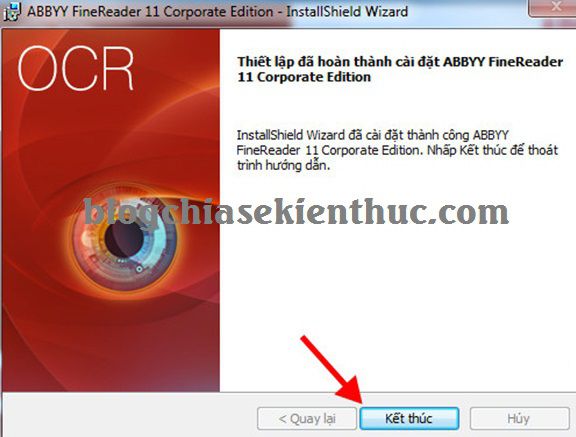 ABBYY FineReader 11 Corporate Edition - InstallShield Wizard
OCR
Thiết lập đã hoàn thành cài đặt ABBYY FineReader
11 Corporate Edition
InstallShield Wizard đã cài đặt thành công ABBYY
FineReader 11 Corporate Edition. Nhấp Kết thúc để thoát
trình hướng dẫn.
blogchiasekienthuc.com
< Quay lại
Kết thúc
Hủy